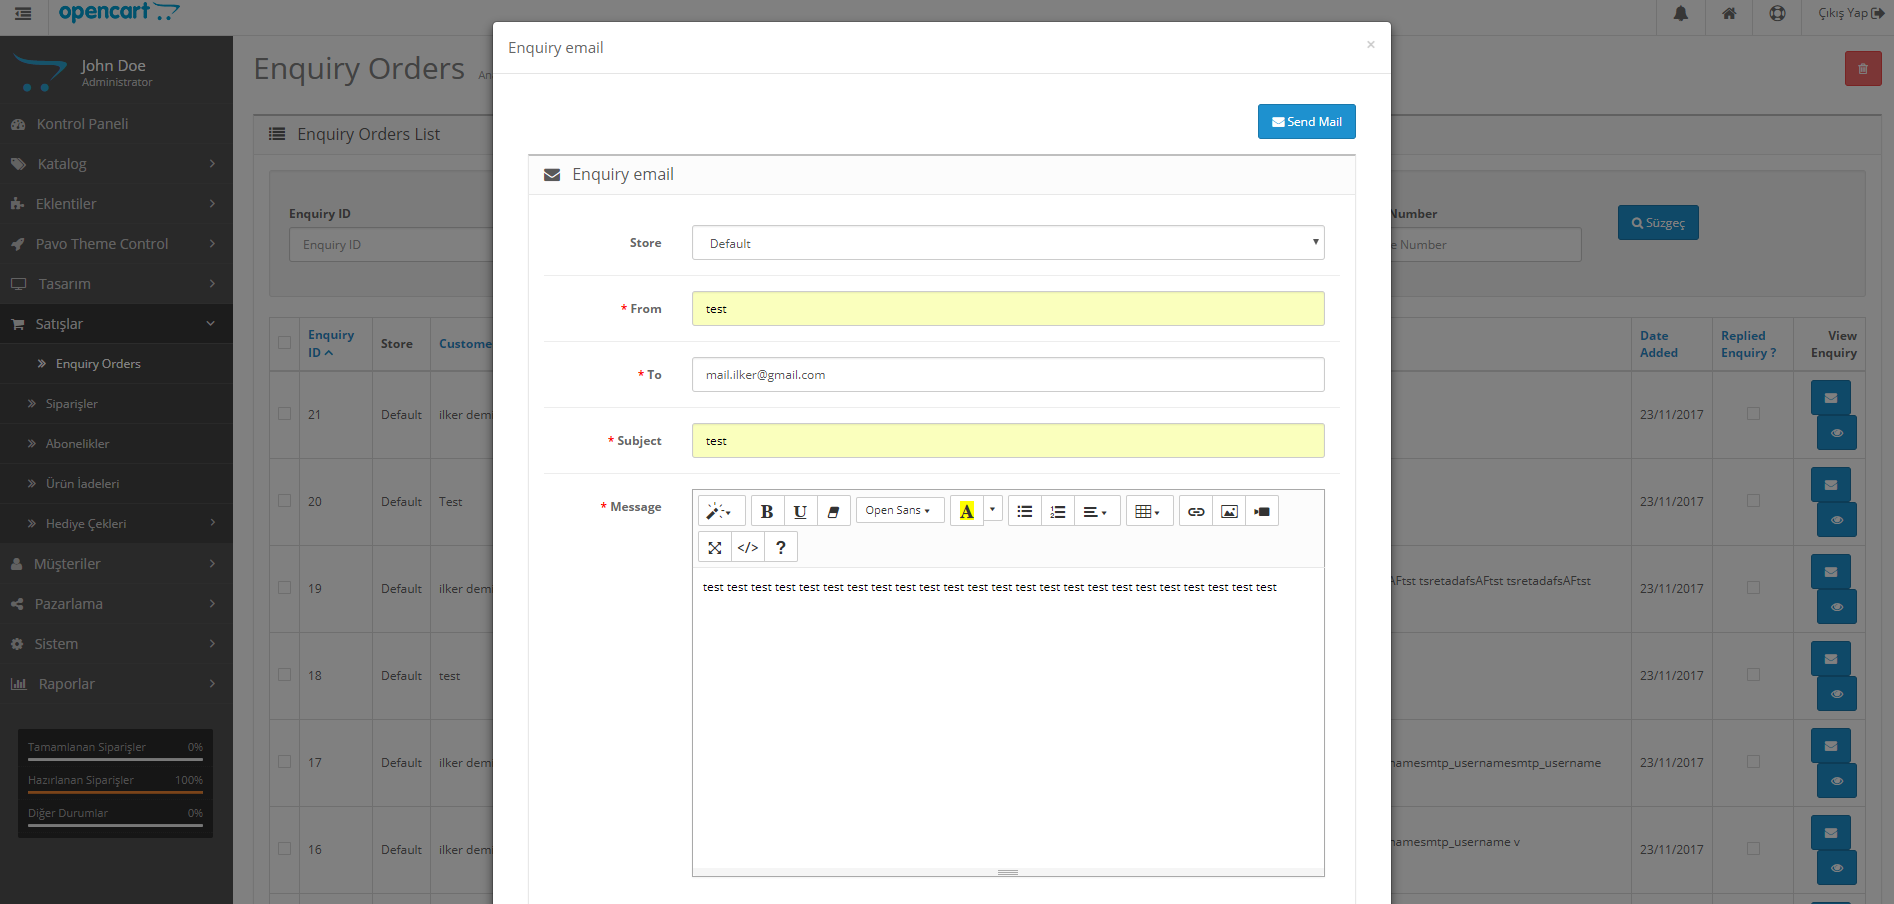 opencart
Çıkış Yap
John Doe
Administrator
Kontrol Paneli
Katalog
Eklentiler
Pavo Theme Control
Tasarım
Satışlar
Enquiry Orders
Siparişler
Abonelikler
Ürün İadeleri
Hediye Çekleri
Müşteriler
Pazarlama
Sistem
Raporlar
Tamamlanan Siparişler 0%
Hazırlanan Siparişler 100%
Diğer Durumlar 0%
Enquiry Orders An
Enquiry Orders List
Enquiry ID
Enquiry ID
Number
e Number
Süzgeç
Enquiry ID Store Custome Date Added Replied Enquiry ? View Enquiry
21 Default ilker demi 23/11/2017
20 Default Test 23/11/2017
19 Default ilker demi AFtst tsretadafsAFtst tsretadafsAFtst 23/11/2017
18 Default test 23/11/2017
17 Default ilker demi namesmtp_usernamesmtp_username 23/11/2017
16 Default ilker demi namesmtp_username v 23/11/2017
Enquiry email ×
Send Mail
Enquiry email
Store Default
* From test
* To mail.ilker@gmail.com
* Subject test
* Message
B U Open Sans A
</> ?
test test test test test test test test test test test test test test test test test test test test test test test test